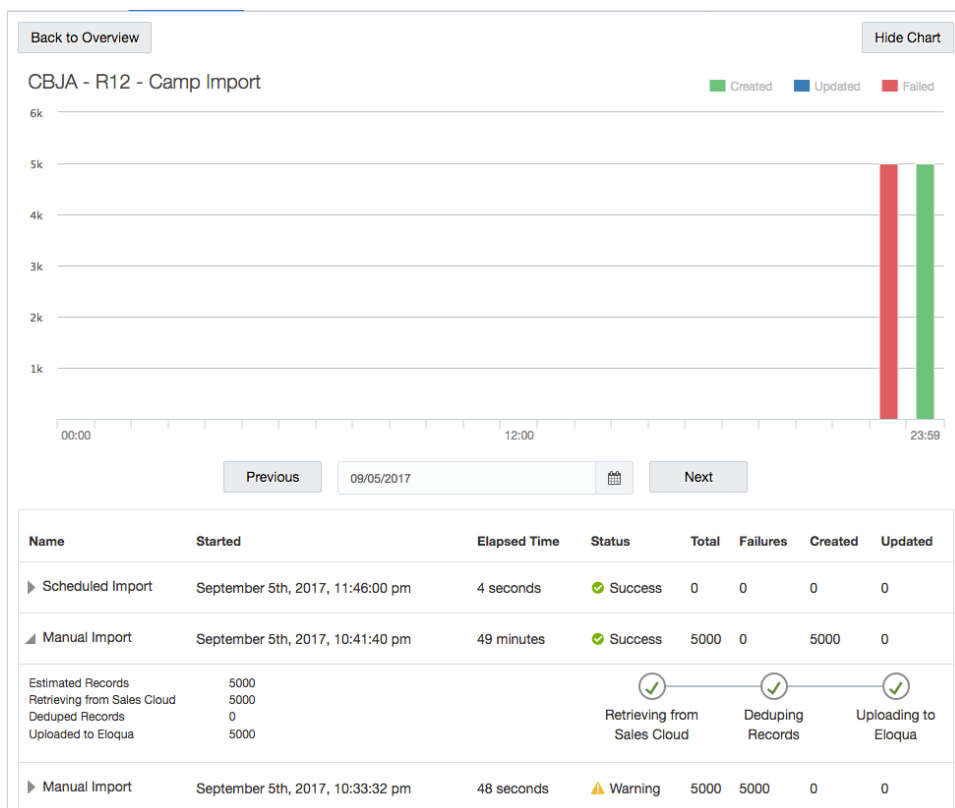 Back to Overview Hide Chart
CBJA - R12 - Camp Import
Created Updated Failed
6k
5k
4k
3k
2k
1k
00:00 12:00 23:59
Previous 09/05/2017 Next
Name Started Elapsed Time Status Total Failures Created Updated
Scheduled Import September 5th, 2017, 11:46:00 pm 4 seconds Success 0 0 0 0
Manual Import September 5th, 2017, 10:41:40 pm 49 minutes Success 5000 0 5000 0
Estimated Records 5000
Retrieving from Sales Cloud 5000
Deduped Records 0
Uploaded to Eloqua 5000
Retrieving from Deduping Uploading to
Sales Cloud Records Eloqua
Manual Import September 5th, 2017, 10:33:32 pm 48 seconds Warning 5000 5000 0 0